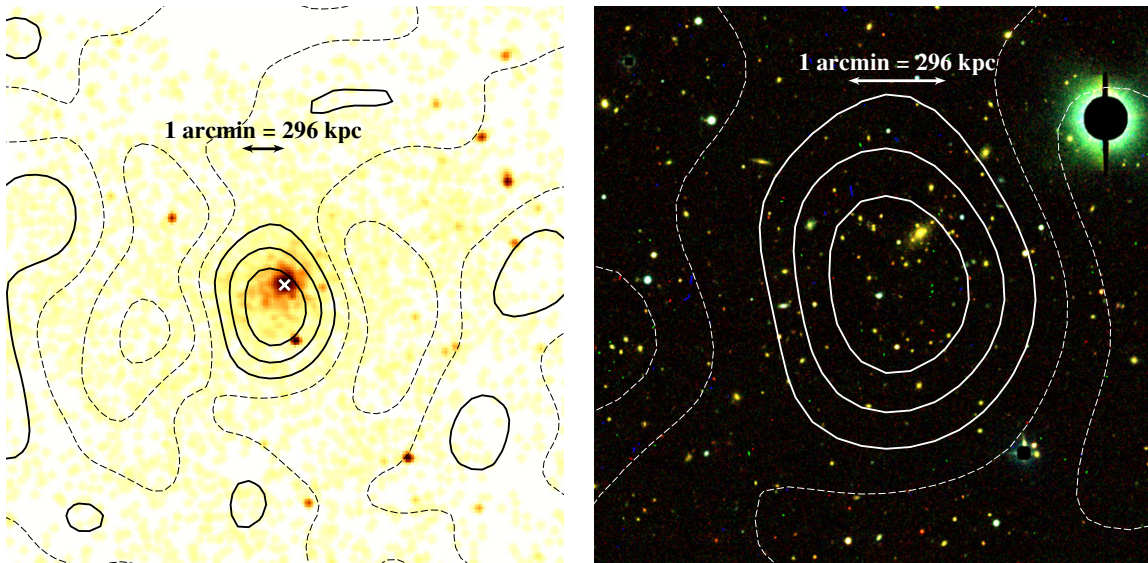 1 arcmin = 296 kpc
1 arcmin = 296 kpc